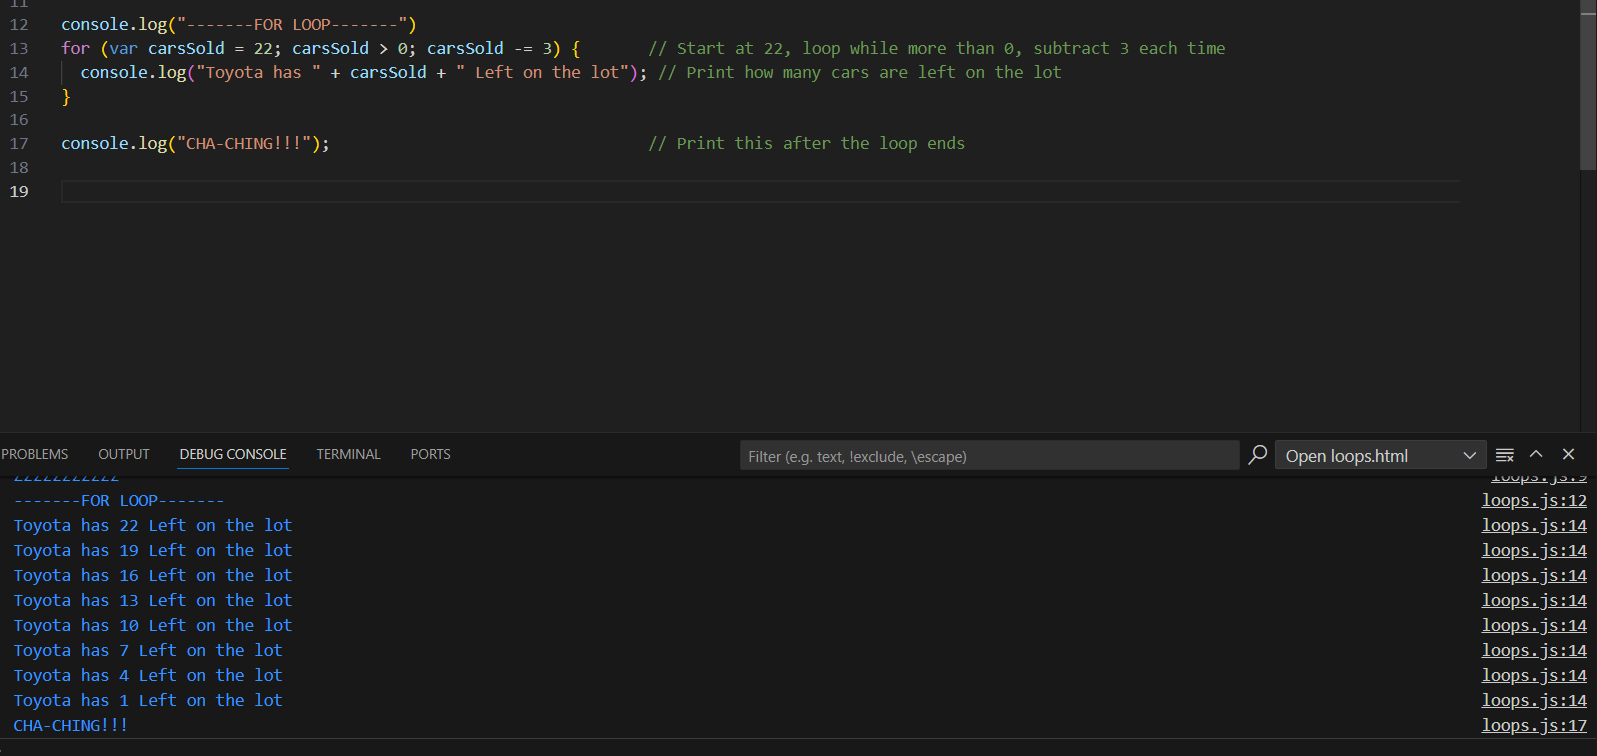 11
12 console.log("-------FOR LOOP-------")
13 for (var carsSold = 22; carsSold > 0; carsSold -= 3) { // Start at 22, loop while more than 0, subtract 3 each time
14 console.log("Toyota has " + carsSold + " Left on the lot"); // Print how many cars are left on the lot
15 }
16
17 console.log("CHA-CHING!!!"); // Print this after the loop ends
18
19
PROBLEMS OUTPUT DEBUG CONSOLE TERMINAL PORTS Filter (e.g. text, !exclude, \escape) Open loops.html
loops.js:9
-------FOR LOOP------- loops.js:12
Toyota has 22 Left on the lot loops.js:14
Toyota has 19 Left on the lot loops.js:14
Toyota has 16 Left on the lot loops.js:14
Toyota has 13 Left on the lot loops.js:14
Toyota has 10 Left on the lot loops.js:14
Toyota has 7 Left on the lot loops.js:14
Toyota has 4 Left on the lot loops.js:14
Toyota has 1 Left on the lot loops.js:14
CHA-CHING!!! loops.js:17